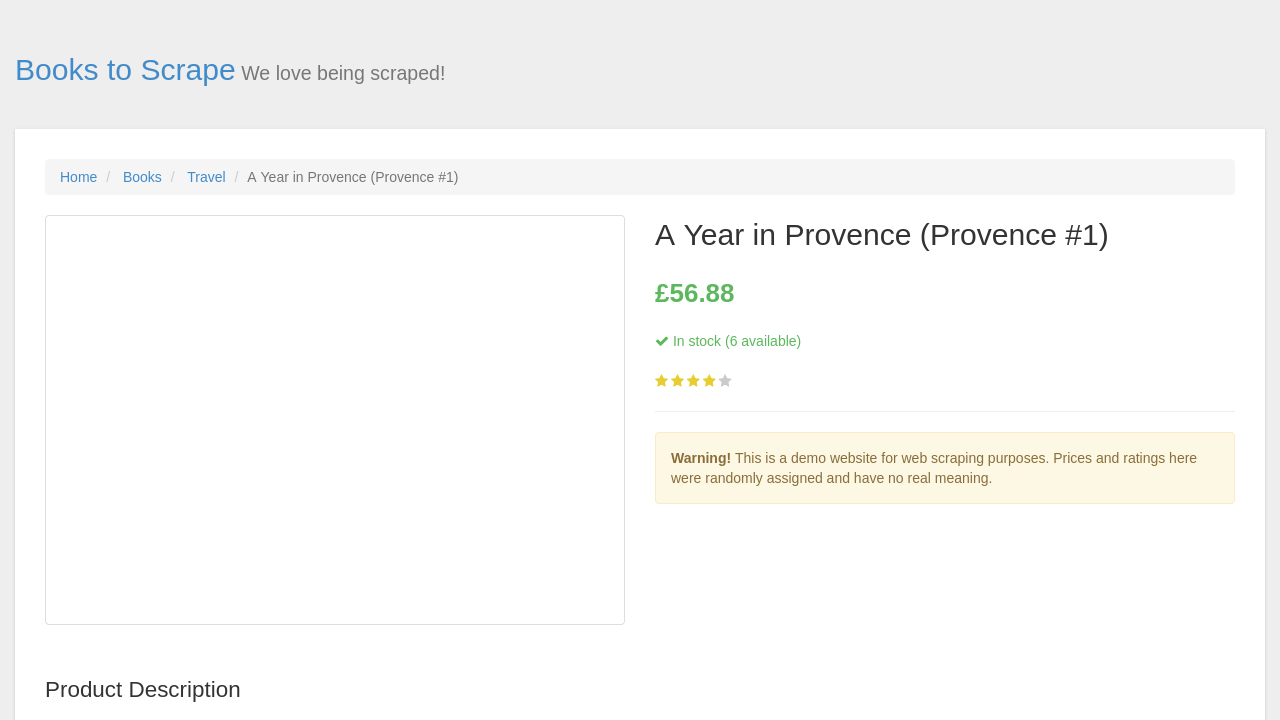 Books to Scrape We love being scraped!
Home / Books / Travel / A Year in Provence (Provence #1)
A Year in Provence (Provence #1)
£56.88
In stock (6 available)
Warning! This is a demo website for web scraping purposes. Prices and ratings here
were randomly assigned and have no real meaning.
Product Description